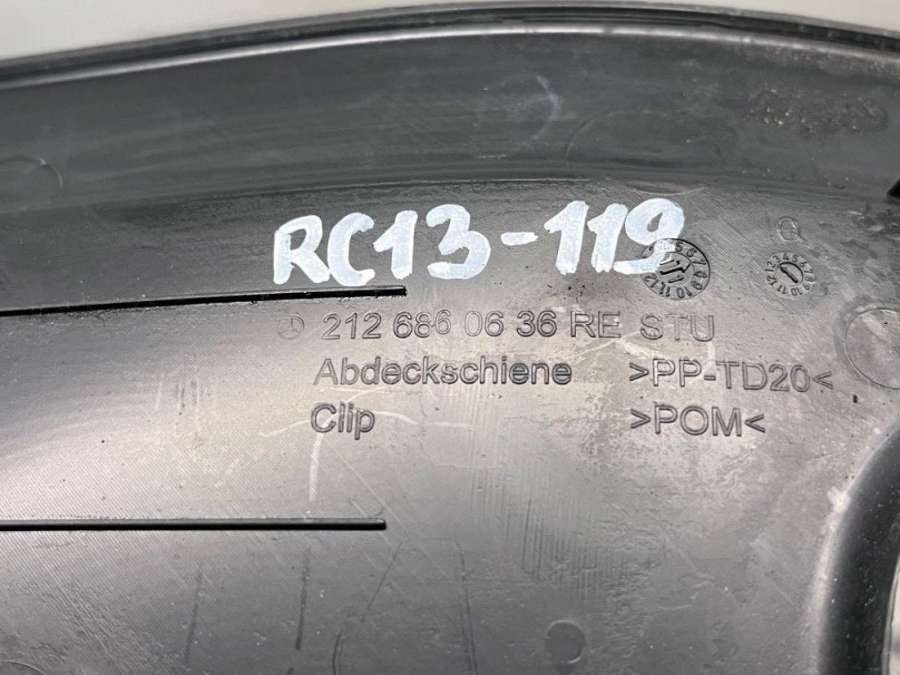 RC13-119
212 686 06 36 RE STU
Abdeckschiene >PP-TD20<
Clip >POM<